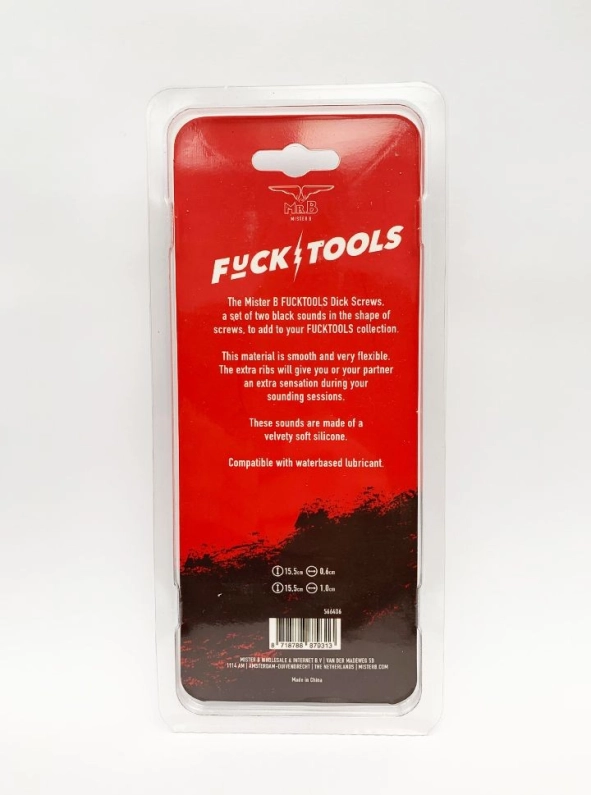 MR.B
MISTER B
FUCK TOOLS
The Mister B FUCKTOOLS Dick Screws,
a set of two black sounds in the shape of
screws, to add to your FUCKTOOLS collection.
This material is smooth and very flexible.
The extra ribs will give you or your partner
an extra sensation during your
sounding sessions.
These sounds are made of a
velvety soft silicone.
Compatible with waterbased lubricant.
15.5cm 0.6cm
15.5cm 1.0cm
546606
8 718788 879313
MISTER B WHOLESALE & INTERNET B.V | VAN DER MADEWEG 5B
1114 AM | AMSTERDAM-DUIVENDRECHT | THE NETHERLANDS | MISTERB.COM
Made in China